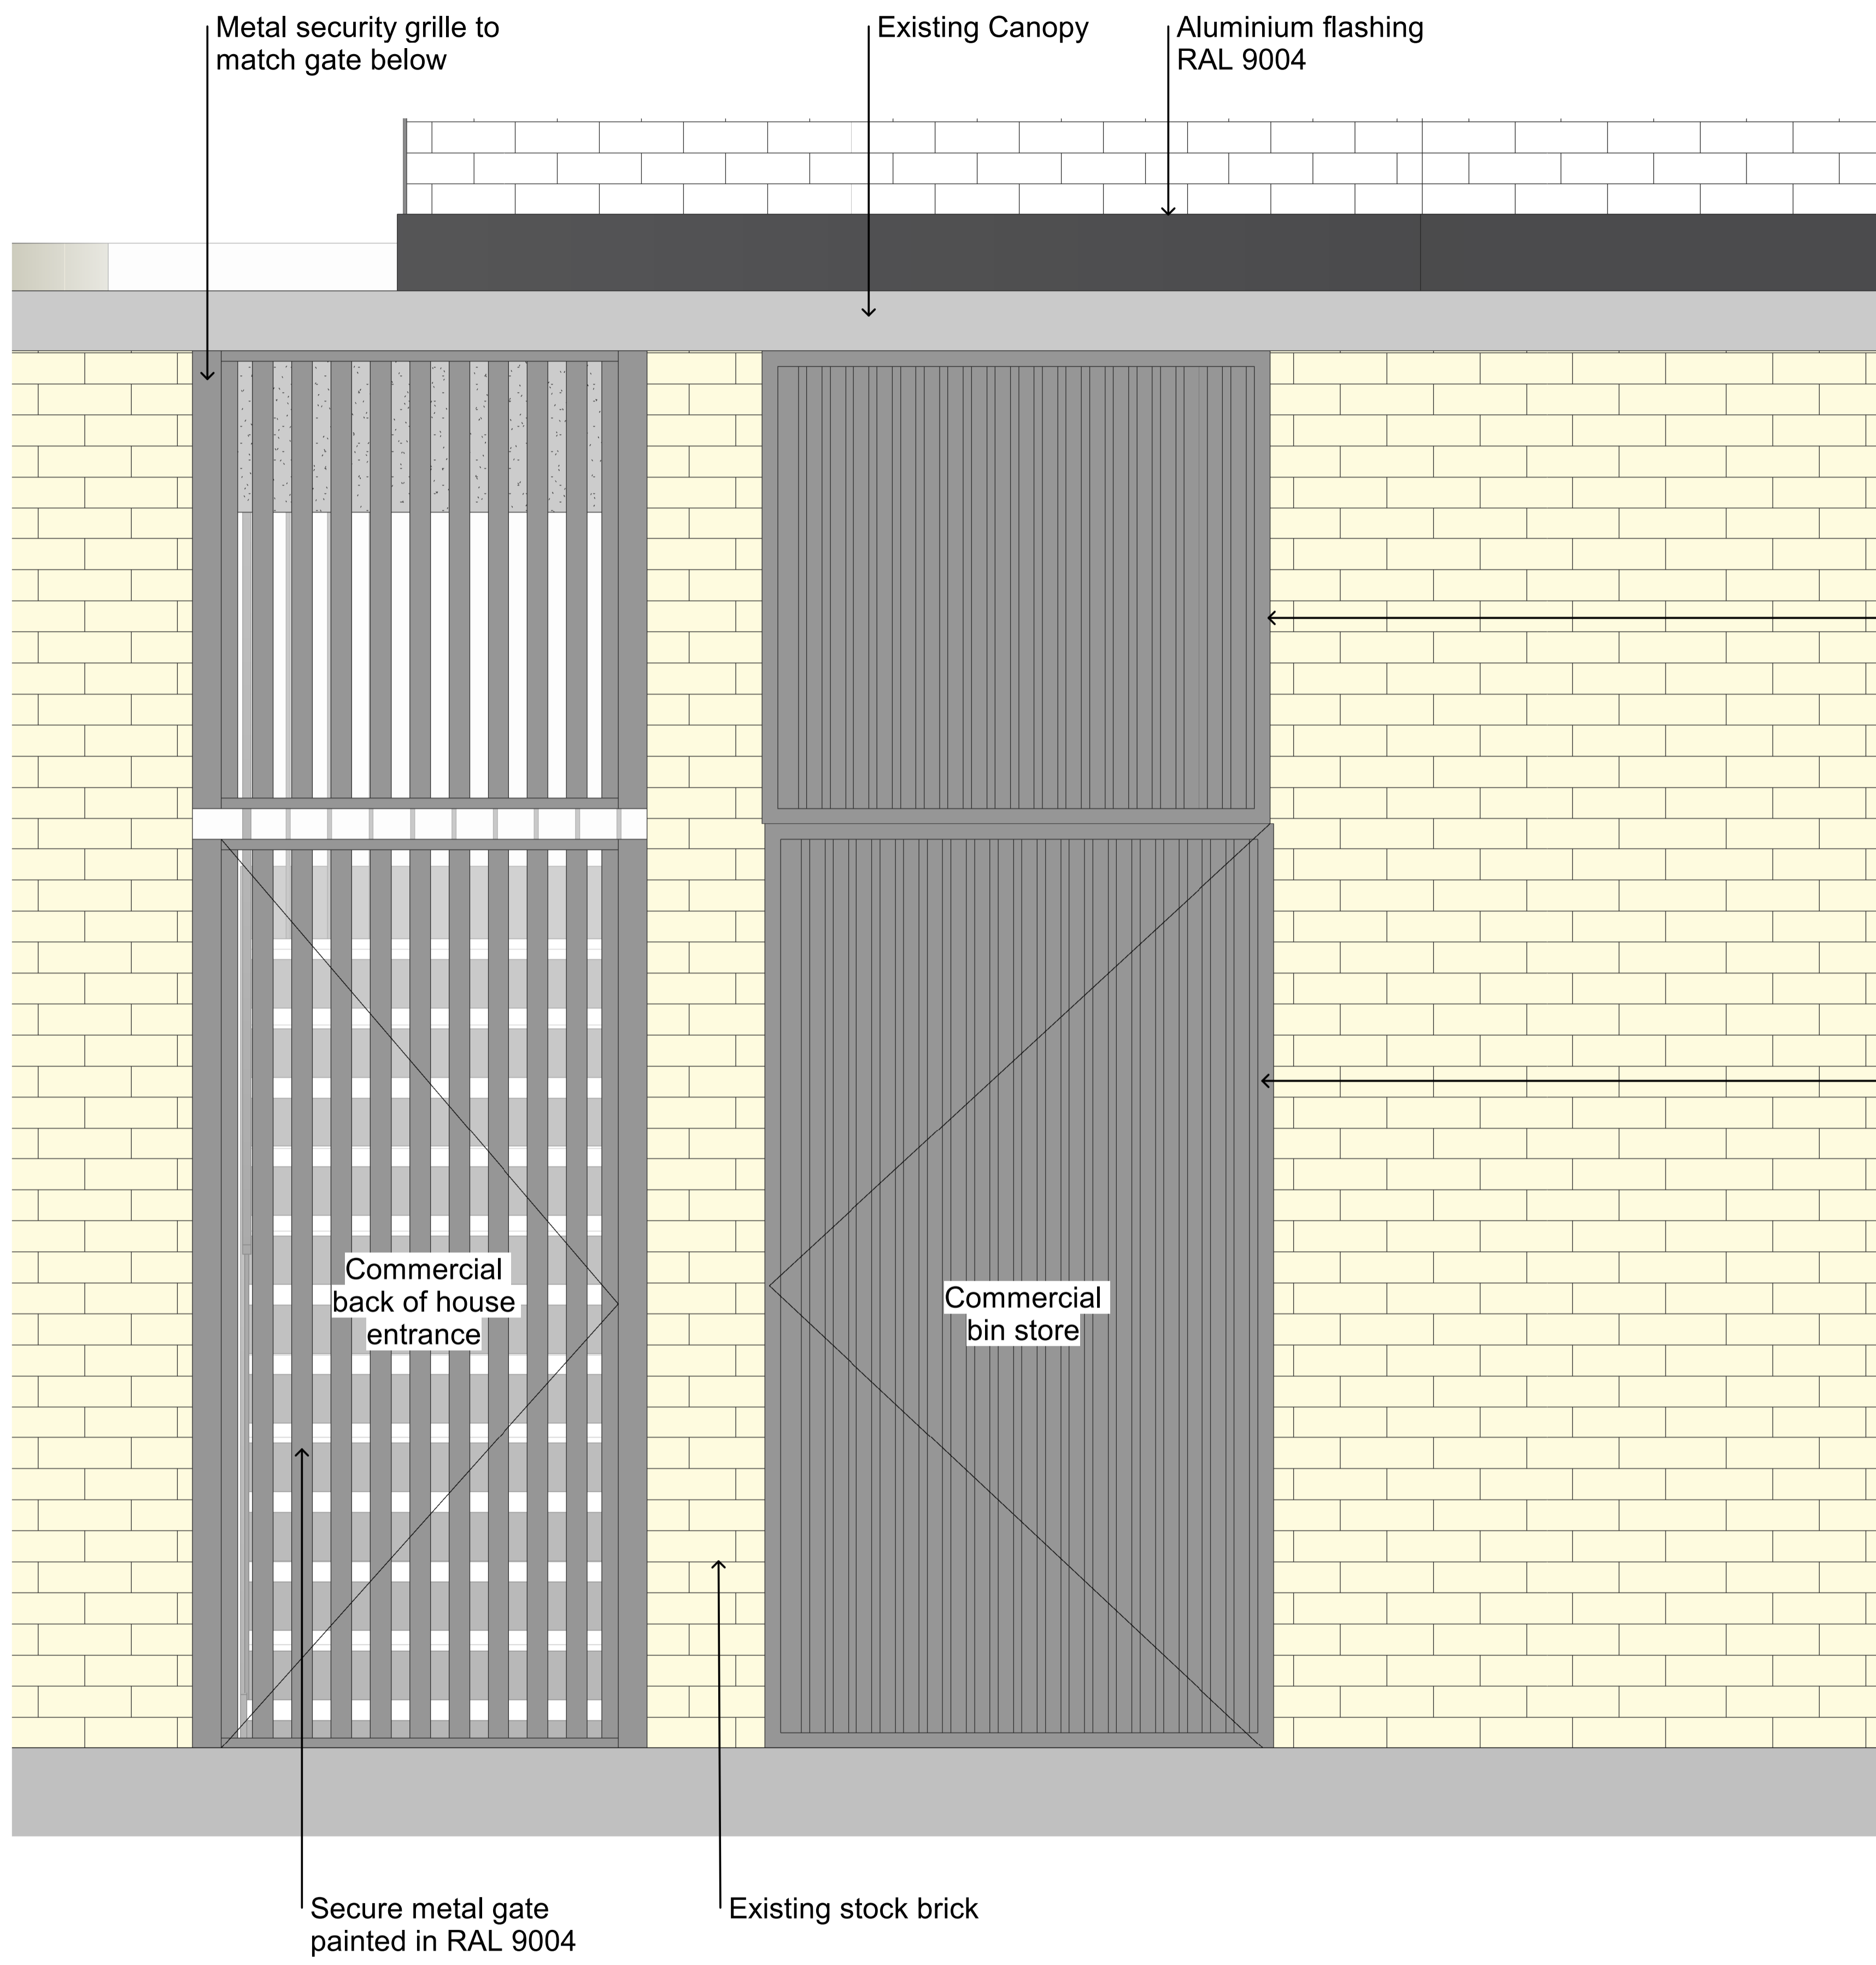 Metal security grille to
match gate below
Existing Canopy
Aluminium flashing
RAL 9004
Commercial
back of house
entrance
Commercial
bin store
Secure metal gate
painted in RAL 9004
Existing stock brick